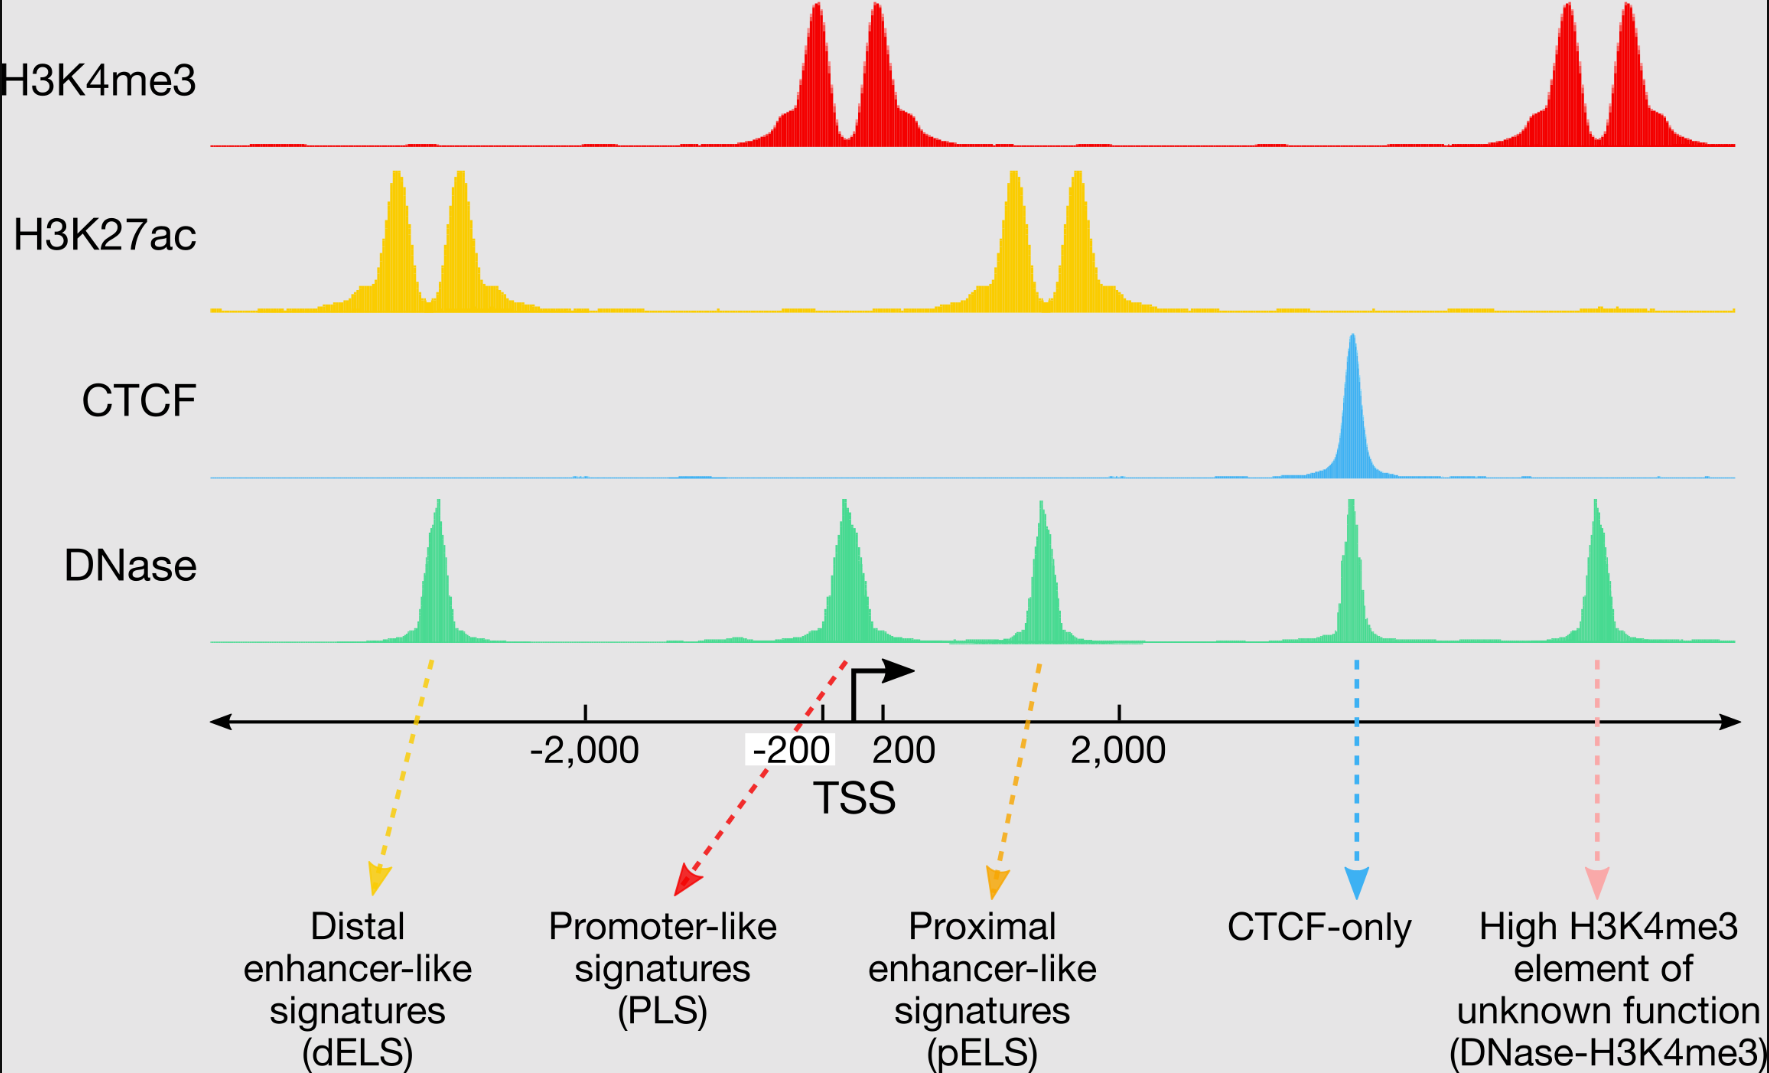 H3K4me3
H3K27ac
CTCF
DNase
-2,000 -200 200 2,000
TSS
Distal
enhancer-like
signatures
(dELS)
Promoter-like
signatures
(PLS)
Proximal
enhancer-like
signatures
(pELS)
CTCF-only
High H3K4me3
element of
unknown function
(DNase-H3K4me3)